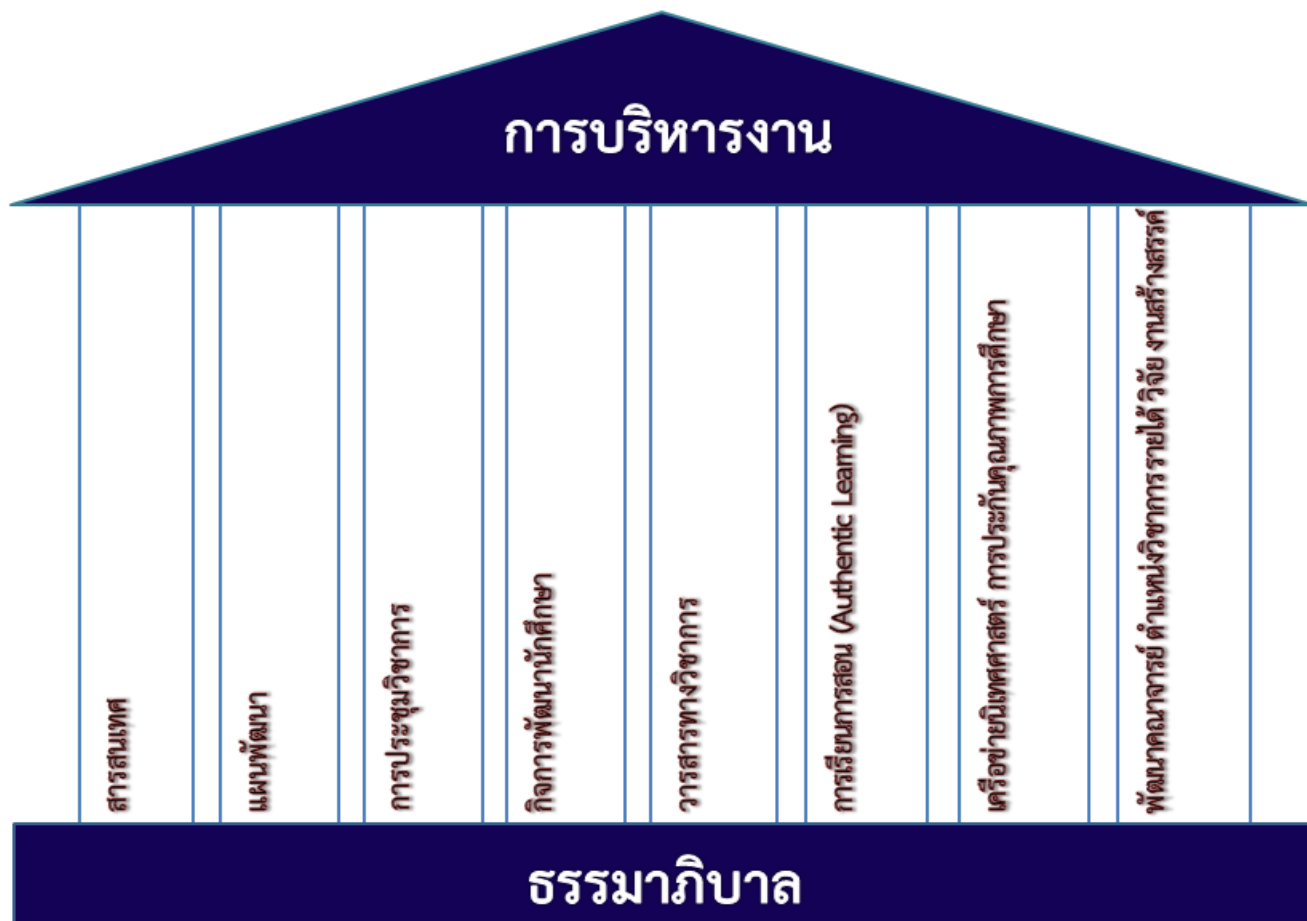 การบริหารงาน
สารสนเทศ
แผนพัฒนา
การประชุมวิชาการ
กิจการพัฒนานักศึกษา
วารสารทางวิชาการ
การเรียนการสอน (Authentic Learning)
เครือข่ายนิเทศศาสตร์ การประกันคุณภาพการศึกษา
พัฒนาคณาจารย์ ตำแหน่งวิชาการ รายได้ วิจัย งานสร้างสรรค์
ธรรมาภิบาล